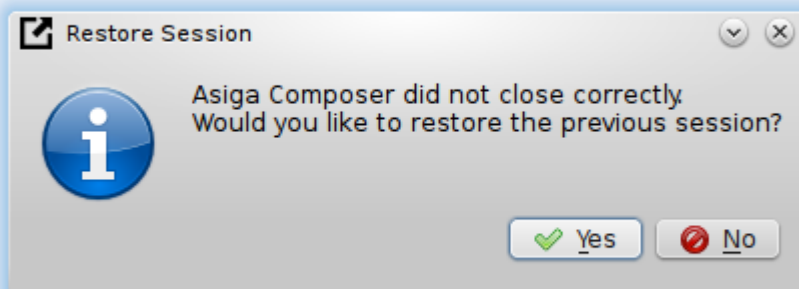 Restore Session
Asiga Composer did not close correctly.
Would you like to restore the previous session?
Yes
No